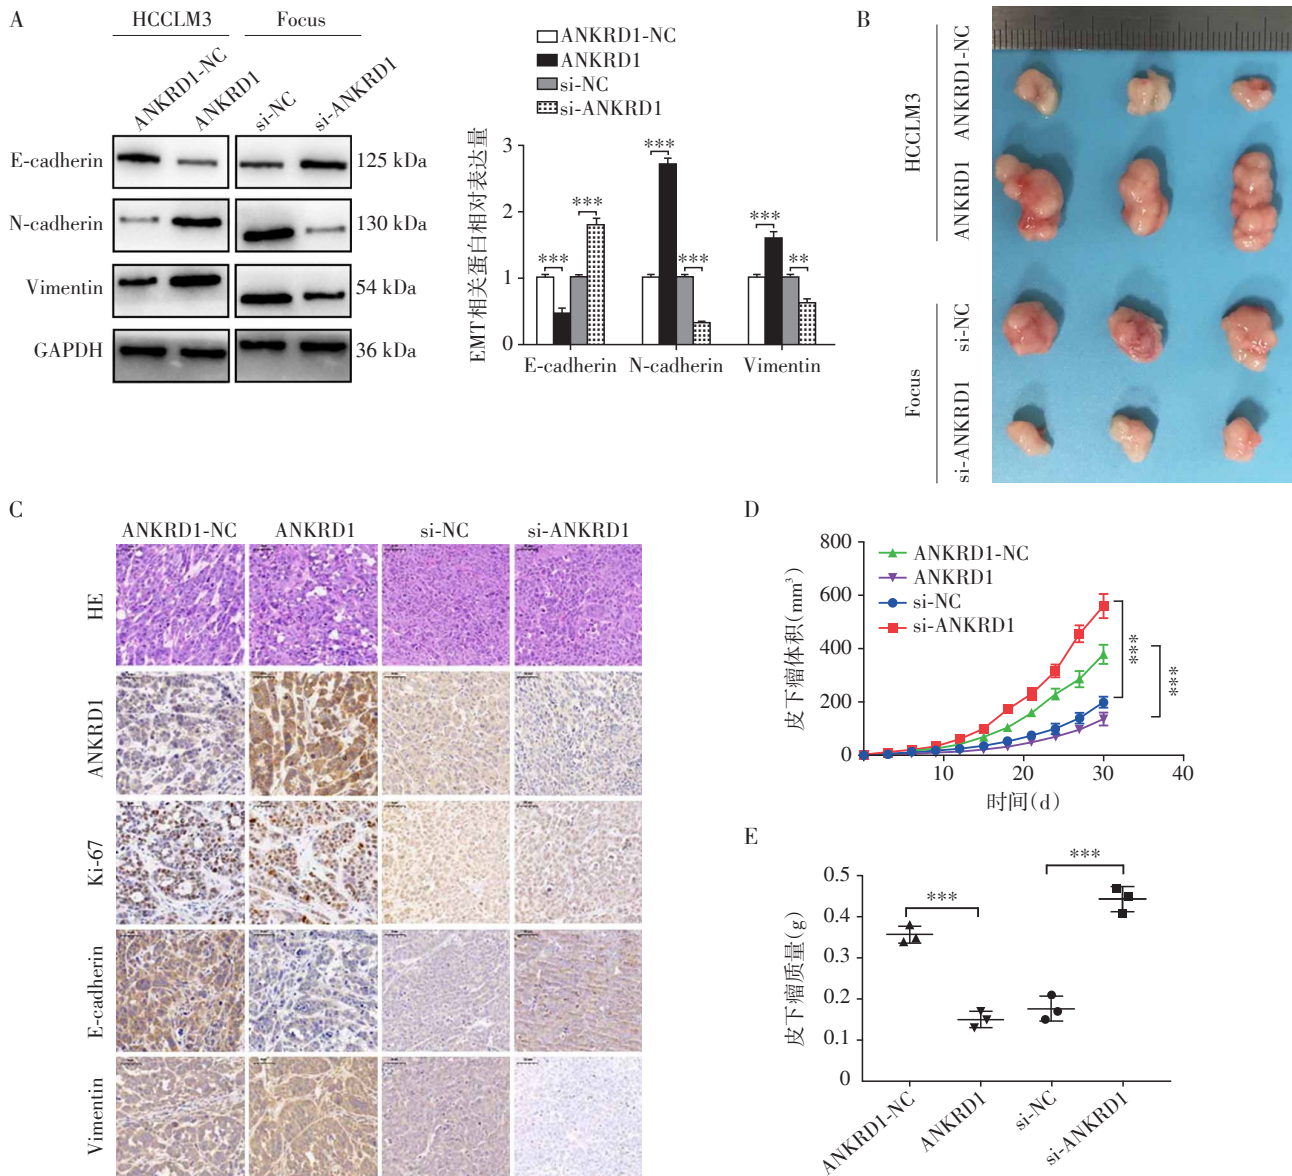 A
HCCLM3
Focus
ANKRD1-NC
ANKRD1
si-NC
si-ANKRD1
E-cadherin
125 kDa
N-cadherin
130 kDa
Vimentin
54 kDa
GAPDH
36 kDa
ANKRD1-NC
ANKRD1
si-NC
si-ANKRD1
EMT相关蛋白相对表达量
3
2
1
0
***
***
***
***
***
**
E-cadherin
N-cadherin
Vimentin
B
HCCLM3
ANKRD1-NC
ANKRD1
Focus
si-NC
si-ANKRD1
C
ANKRD1-NC
ANKRD1
si-NC
si-ANKRD1
HE
ANKRD1
Ki-67
E-cadherin
Vimentin
D
皮下瘤体积(mm³)
800
600
400
200
0
10
20
30
40
时间(d)
ANKRD1-NC
ANKRD1
si-NC
si-ANKRD1
***
***
E
皮下瘤质量(g)
0.5
0.4
0.3
0.2
0.1
0
***
***
ANKRD1-NC
ANKRD1
si-NC
si-ANKRD1